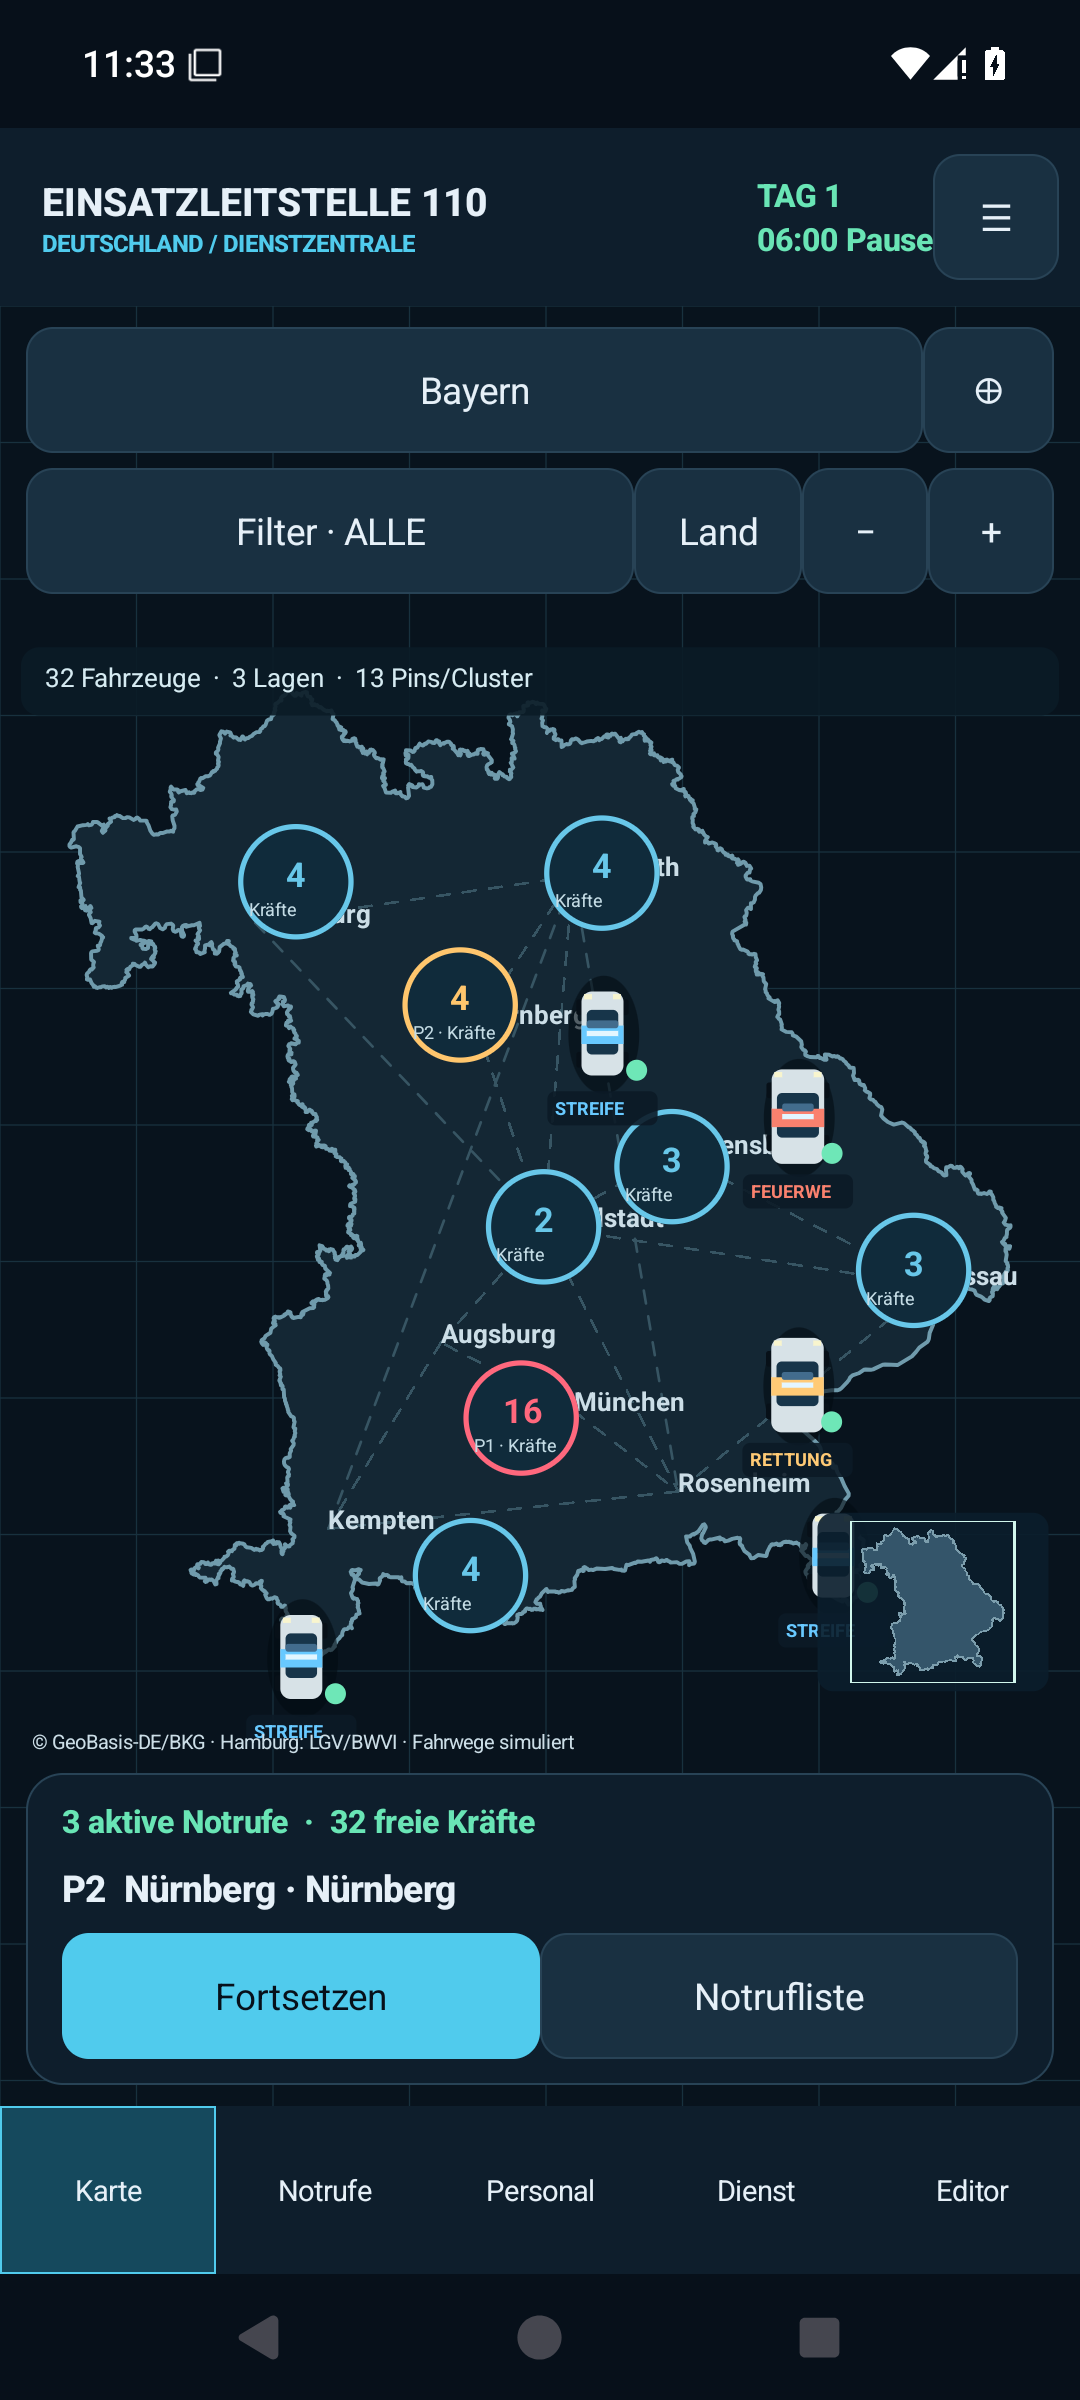 11:33
EINSATZLEITSTELLE 110
DEUTSCHLAND / DIENSTZENTRALE
TAG 1
06:00 Pause
Bayern
Filter · ALLE
Land
−
+
32 Fahrzeuge · 3 Lagen · 13 Pins/Cluster
4
Kräfte
4
Kräfte
4
P2 · Kräfte
STREIFE
FEUERWE
3
Kräfte
2
Kräfte
3
Kräfte
Augsburg
16
P1 · Kräfte
München
RETTUNG
Rosenheim
Kempten
4
Kräfte
STREIFE
STREIFE
© GeoBasis-DE/BKG · Hamburg: LGV/BWVI · Fahrwege simuliert
3 aktive Notrufe · 32 freie Kräfte
P2 Nürnberg · Nürnberg
Fortsetzen
Notrufliste
Karte
Notrufe
Personal
Dienst
Editor